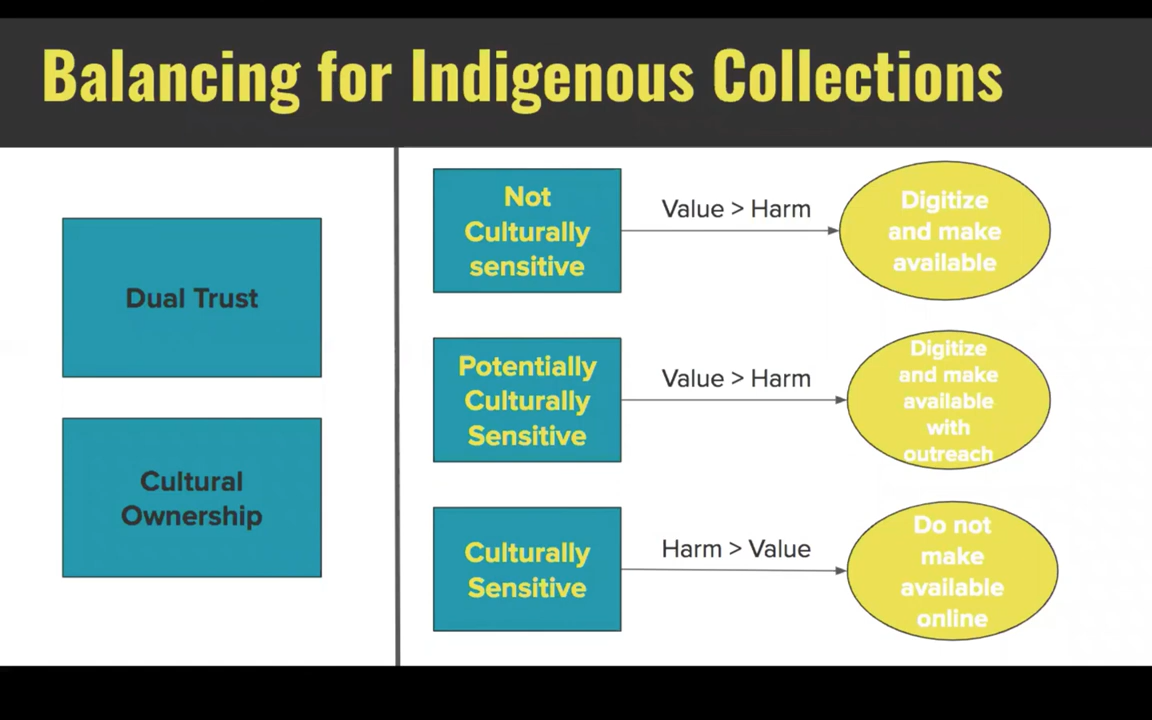 Balancing for Indigenous Collections
Dual Trust
Cultural
Ownership
Not
Culturally
sensitive
Value > Harm
Digitize
and make
available
Potentially
Culturally
Sensitive
Value > Harm
Digitize
and make
available
with
outreach
Culturally
Sensitive
Harm > Value
Do not
make
available
online